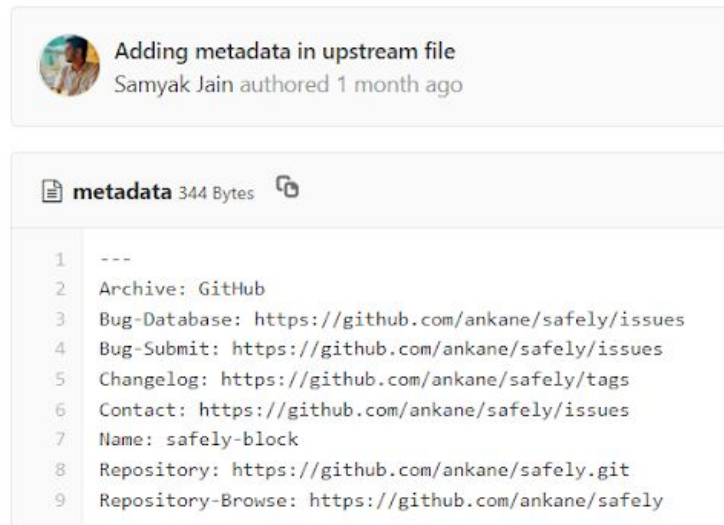 Adding metadata in upstream file
Samyak Jain authored 1 month ago
metadata 344 Bytes
1 ---
2 Archive: GitHub
3 Bug-Database: https://github.com/ankane/safely/issues
4 Bug-Submit: https://github.com/ankane/safely/issues
5 Changelog: https://github.com/ankane/safely/tags
6 Contact: https://github.com/ankane/safely/issues
7 Name: safely-block
8 Repository: https://github.com/ankane/safely.git
9 Repository-Browse: https://github.com/ankane/safely